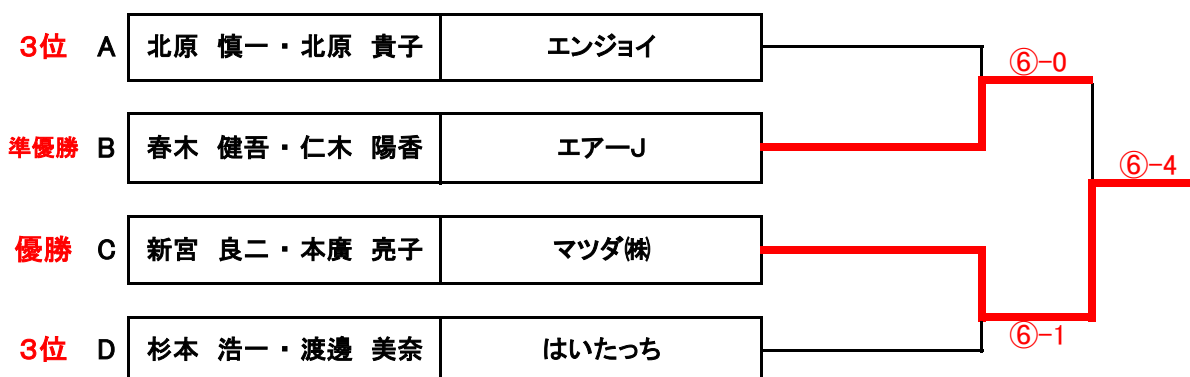 3位 A 北原 慎一・北原 貴子 エンジョイ
⑥-0
準優勝 B 春木 健吾・仁木 陽香 エアーJ
⑥-4
優勝 C 新宮 良二・本廣 亮子 マツダ㈱
⑥-1
3位 D 杉本 浩一・渡邊 美奈 はいたっち